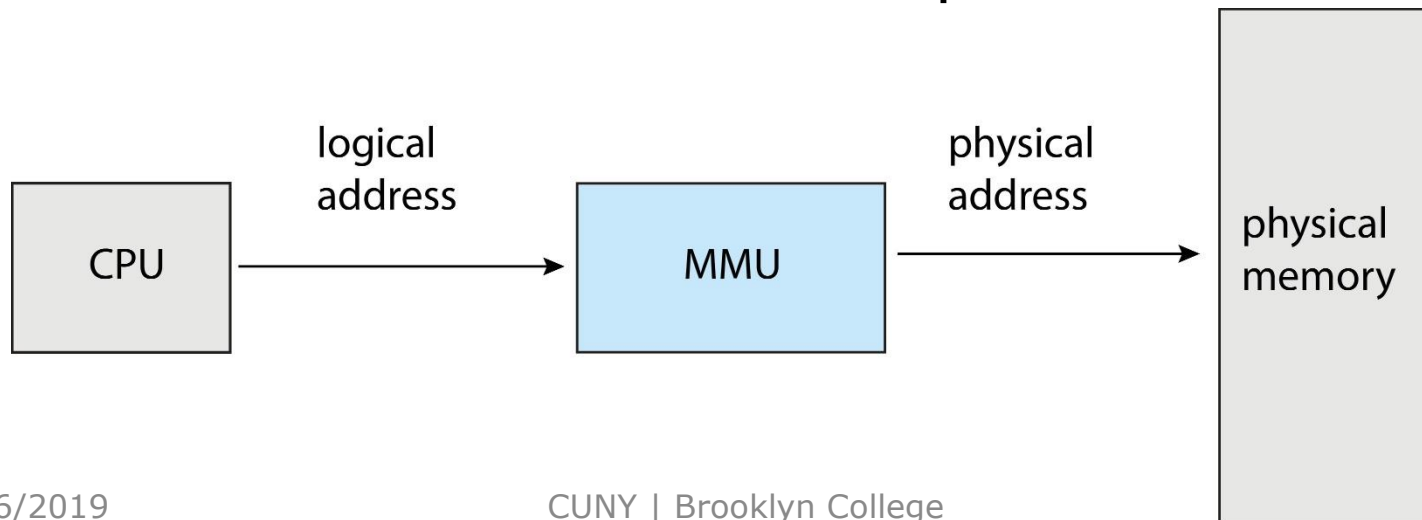 logical
address
physical
address
CPU
MMU
physical
memory
6/2019
CUNY | Brooklyn College